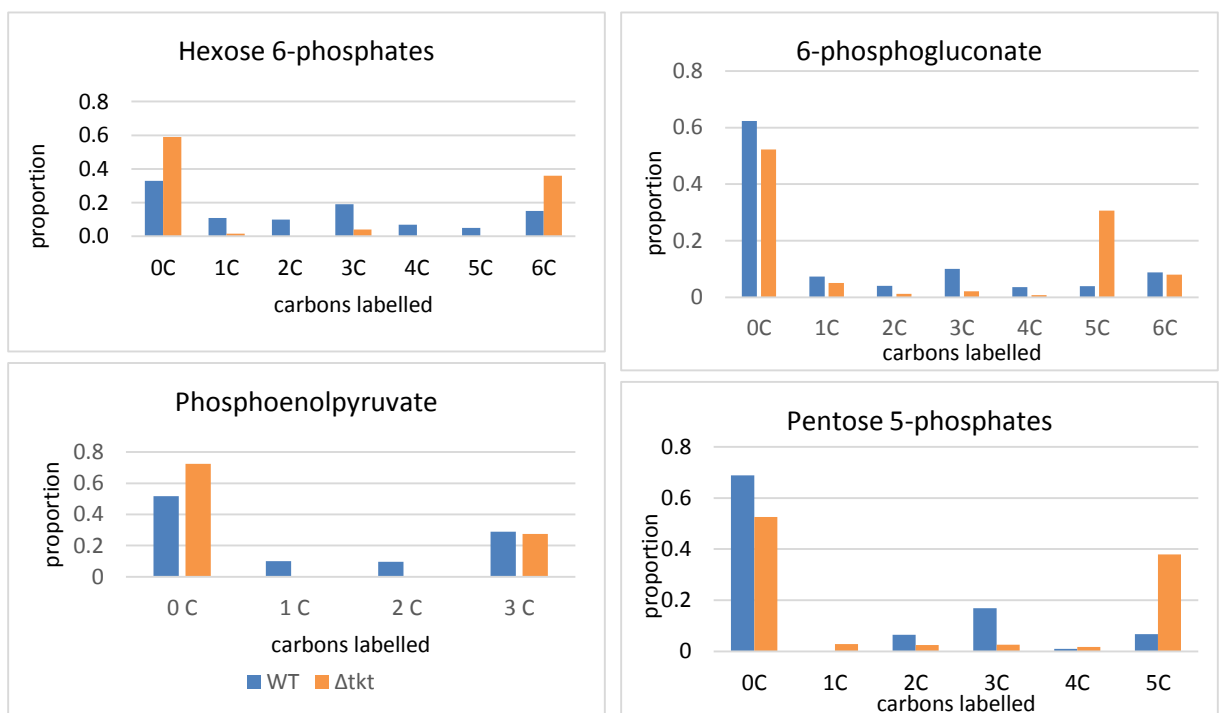 Hexose 6-phosphates
proportion
0.8
0.6
0.4
0.2
0.0
0C 1C 2C 3C 4C 5C 6C
carbons labelled
6-phosphogluconate
proportion
0.8
0.6
0.4
0.2
0
0C 1C 2C 3C 4C 5C 6C
carbons labelled
Phosphoenolpyruvate
proportion
0.8
0.6
0.4
0.2
0
0 C 1 C 2 C 3 C
carbons labelled
WT Δtkt
Pentose 5-phosphates
proportion
0.8
0.6
0.4
0.2
0
0C 1C 2C 3C 4C 5C
carbons labelled